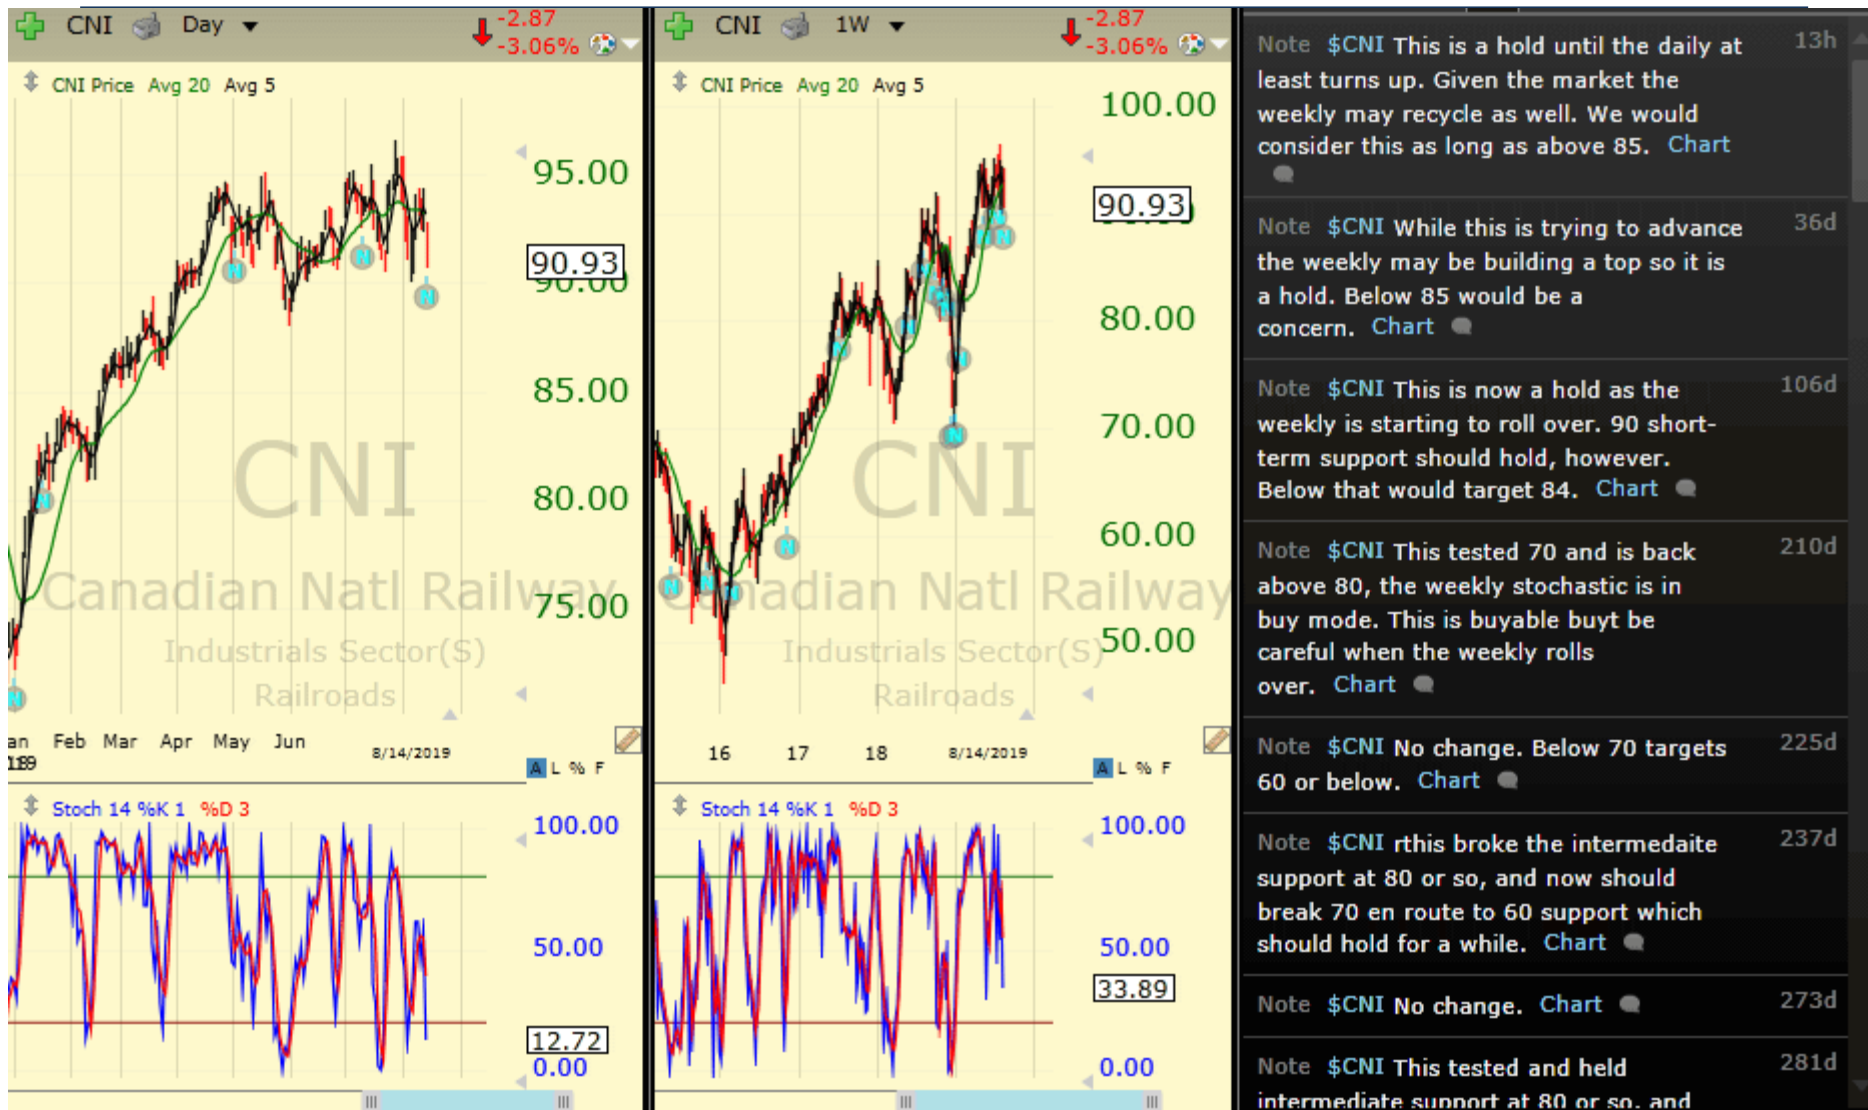 CNI Day
-2.87
-3.06%
CNI Price Avg 20 Avg 5
95.00
90.93
90.00
85.00
80.00
75.00
CNI
Canadian Natl Railway
Industrials Sector(S)
Railroads
N
N
N
N
N
Feb Mar Apr May Jun
8/14/2019
A L % F
Stoch 14 %K 1 %D 3
100.00
50.00
12.72
0.00
CNI 1W
-2.87
-3.06%
CNI Price Avg 20 Avg 5
100.00
90.93
80.00
70.00
60.00
50.00
CNI
Canadian Natl Railway
Industrials Sector(S)
Railroads
16 17 18 8/14/2019
A L % F
Stoch 14 %K 1 %D 3
100.00
50.00
33.89
0.00
Note $CNI This is a hold until the daily at 13h
least turns up. Given the market the
weekly may recycle as well. We would
consider this as long as above 85. Chart
Note $CNI While this is trying to advance 36d
the weekly may be building a top so it is
a hold. Below 85 would be a
concern. Chart
Note $CNI This is now a hold as the 106d
weekly is starting to roll over. 90 short-
term support should hold, however.
Below that would target 84. Chart
Note $CNI This tested 70 and is back 210d
above 80, the weekly stochastic is in
buy mode. This is buyable buyt be
careful when the weekly rolls
over. Chart
Note $CNI No change. Below 70 targets 225d
60 or below. Chart
Note $CNI rthis broke the intermedaite 237d
support at 80 or so, and now should
break 70 en route to 60 support which
should hold for a while. Chart
Note $CNI No change. Chart 273d
Note $CNI This tested and held 281d
intermediate support at 80 or so, and